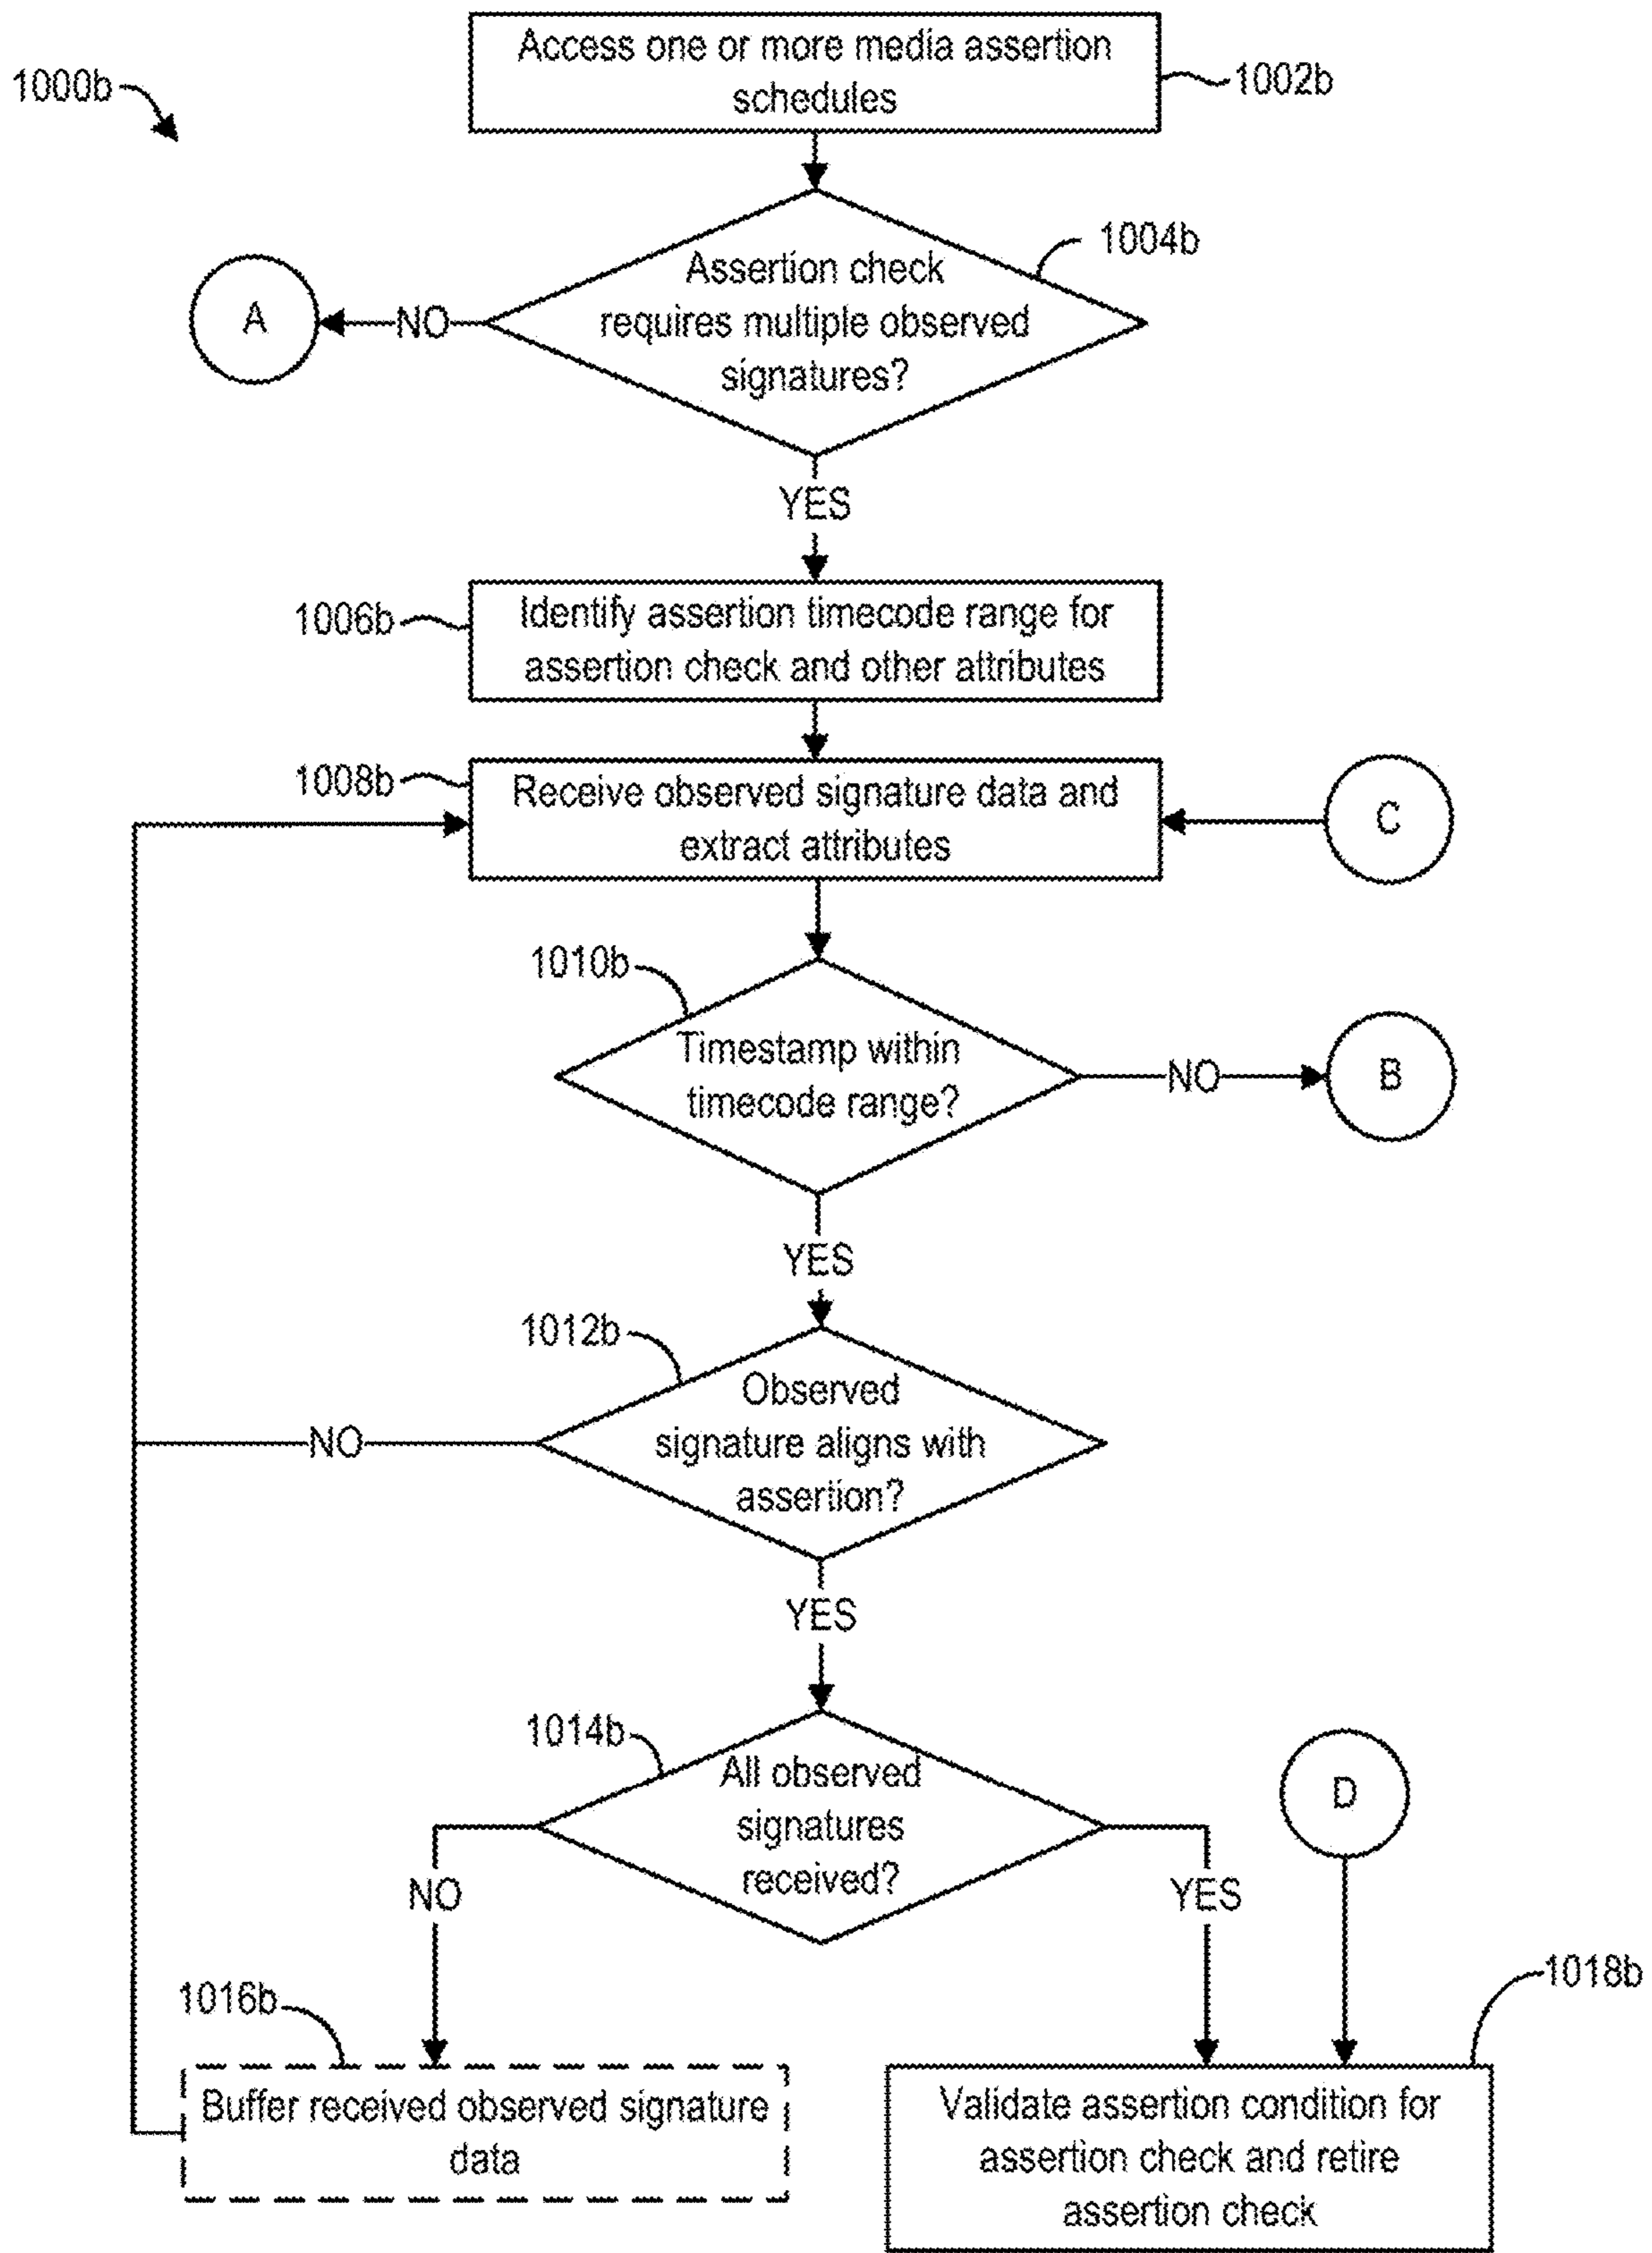 Access one or more media assertion
schedules
1000b
1002b
1004b
Assertion check
requires multiple observed
signatures?
NO
A
YES
1006b
Identify assertion timecode range for
assertion check and other attributes
1008b
Receive observed signature data and
extract attributes
C
1010b
Timestamp within
timecode range?
NO
B
YES
1012b
Observed
signature aligns with
assertion?
NO
YES
1014b
All observed
signatures
received?
D
NO
YES
1016b
1018b
Buffer received observed signature
data
Validate assertion condition for
assertion check and retire
assertion check